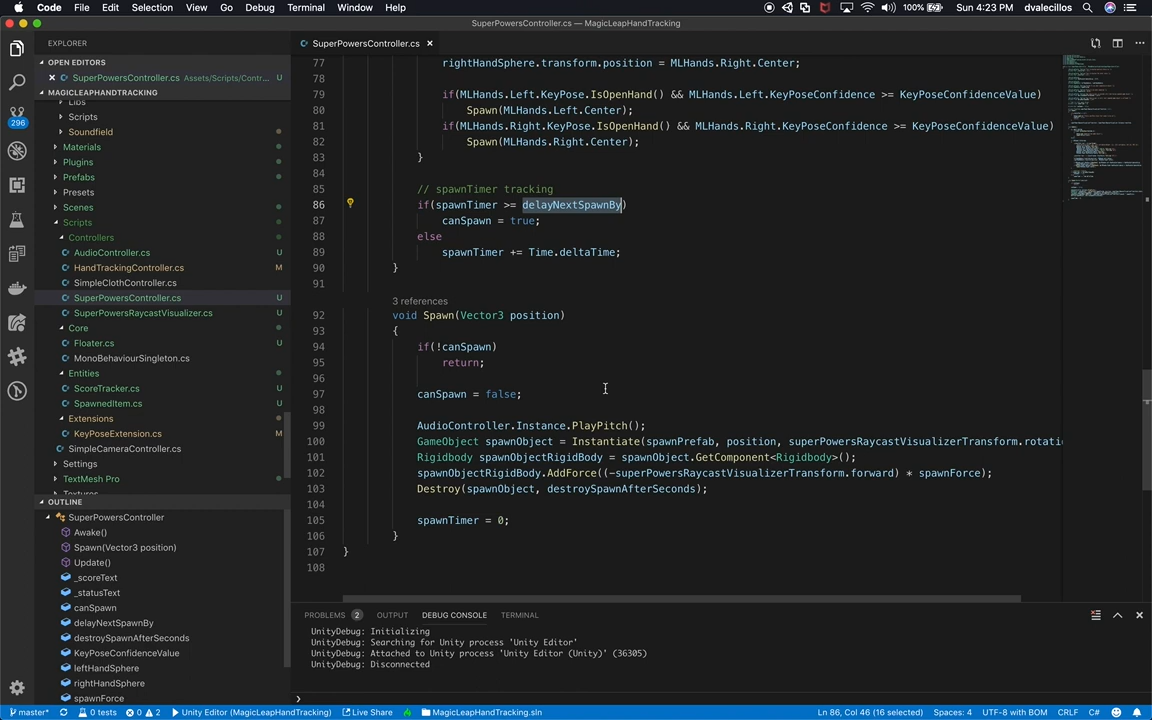 Code File Edit Selection View Go Debug Terminal Window Help 100% Sun 4:23 PM dvalecillos
SuperPowersController.cs — MagicLeapHandTracking
EXPLORER
OPEN EDITORS
SuperPowersController.cs Assets/Scripts/Contr... U
MAGICLEAPHANDTRACKING
Libs
Scripts
Soundfield
Materials
Plugins
Prefabs
Presets
Scenes
Scripts
Controllers
AudioController.cs U
HandTrackingController.cs M
SimpleClothController.cs
SuperPowersController.cs U
SuperPowersRaycastVisualizer.cs U
Core
Floater.cs U
MonoBehaviourSingleton.cs
Entities
ScoreTracker.cs U
SpawnedItem.cs U
Extensions
KeyPoseExtension.cs M
SimpleCameraController.cs
Settings
TextMesh Pro
Textures
296
OUTLINE
SuperPowersController
Awake()
Spawn(Vector3 position)
Update()
_scoreText
_statusText
canSpawn
delayNextSpawnBy
destroySpawnAfterSeconds
KeyPoseConfidenceValue
leftHandSphere
rightHandSphere
spawnForce
SuperPowersController.cs
77 rightHandSphere.transform.position = MLHands.Right.Center;
78
79 if(MLHands.Left.KeyPose.IsOpenHand() && MLHands.Left.KeyPoseConfidence >= KeyPoseConfidenceValue)
80 Spawn(MLHands.Left.Center);
81 if(MLHands.Right.KeyPose.IsOpenHand() && MLHands.Right.KeyPoseConfidence >= KeyPoseConfidenceValue)
82 Spawn(MLHands.Right.Center);
83 }
84
85 // spawnTimer tracking
86 if(spawnTimer >= delayNextSpawnBy)
87 canSpawn = true;
88 else
89 spawnTimer += Time.deltaTime;
90 }
91
3 references
92 void Spawn(Vector3 position)
93 {
94 if(!canSpawn)
95 return;
96
97 canSpawn = false;
98
99 AudioController.Instance.PlayPitch();
100 GameObject spawnObject = Instantiate(spawnPrefab, position, superPowersRaycastVisualizerTransform.rotati
101 Rigidbody spawnObjectRigidBody = spawnObject.GetComponent<Rigidbody>();
102 spawnObjectRigidBody.AddForce((-superPowersRaycastVisualizerTransform.forward) * spawnForce);
103 Destroy(spawnObject, destroySpawnAfterSeconds);
104
105 spawnTimer = 0;
106 }
107 }
108
PROBLEMS 2 OUTPUT DEBUG CONSOLE TERMINAL
UnityDebug: Initializing
UnityDebug: Searching for Unity process 'Unity Editor'
UnityDebug: Attached to Unity process 'Unity Editor (Unity)' (36305)
UnityDebug: Disconnected
master* 0 tests 0 2 Unity Editor (MagicLeapHandTracking) Live Share MagicLeapHandTracking.sln Ln 86, Col 46 (16 selected) Spaces: 4 UTF-8 with BOM CRLF C#